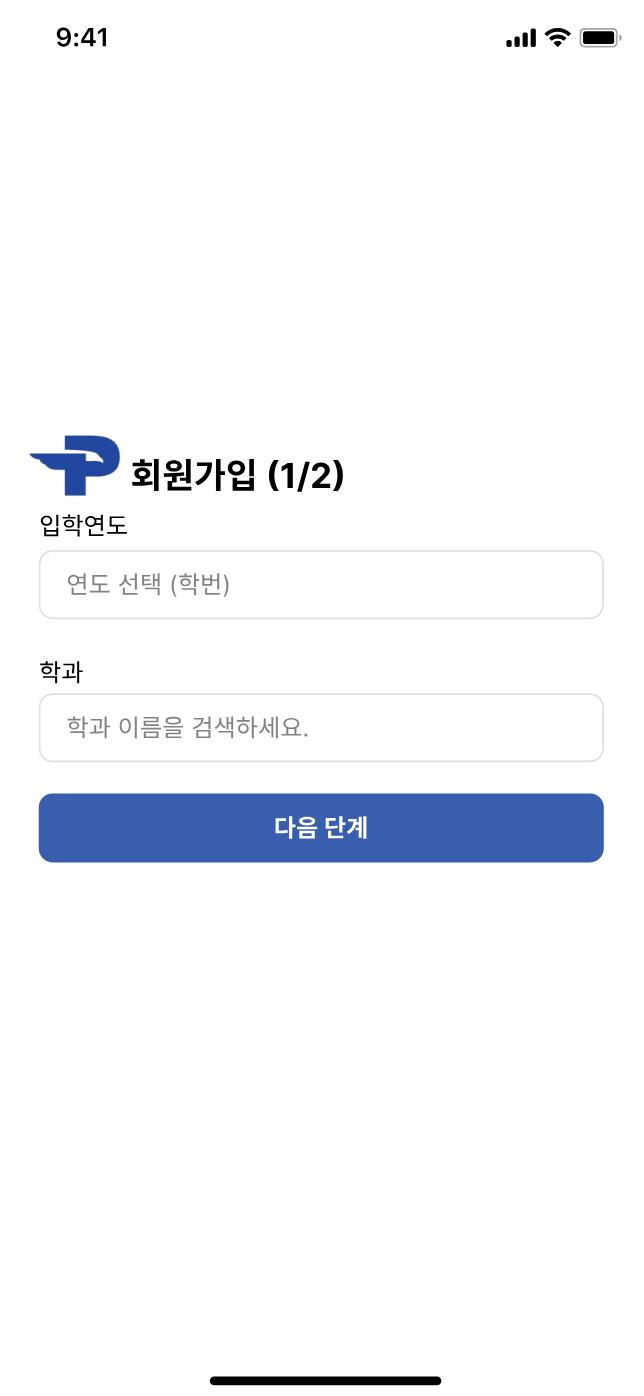 9:41
회원가입 (1/2)
입학연도
연도 선택 (학번)
학과
학과 이름을 검색하세요.
다음 단계